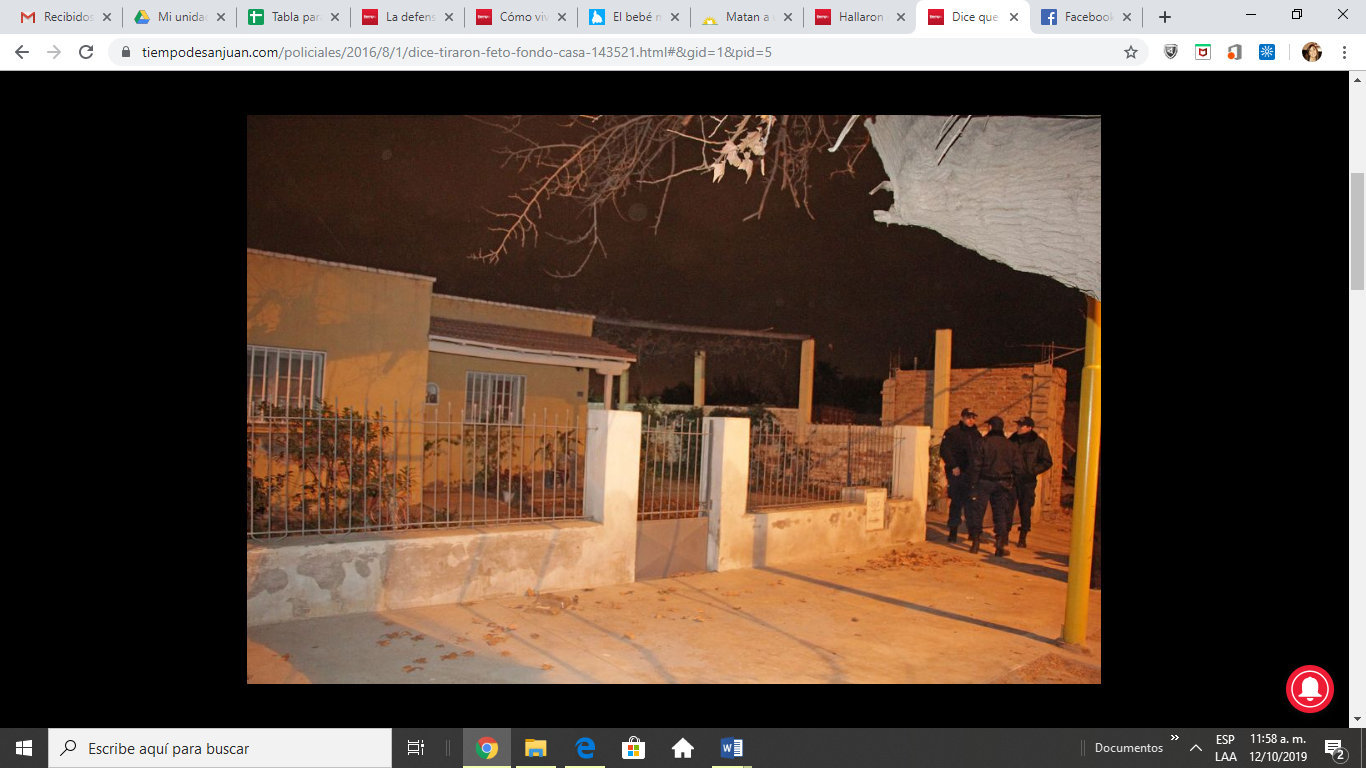 Recibidos
Mi unida
Tabla par
La defens
Cómo viv
El bebé n
Matan a
Hallaron
Dice que
Facebook
tiempodesanjuan.com/policiales/2016/8/1/dice-tiraron-feto-fondo-casa-143521.html#&gid=1&pid=5
Escribe aquí para buscar
Documentos
ESP
LAA
11:58 a. m.
12/10/2019
2